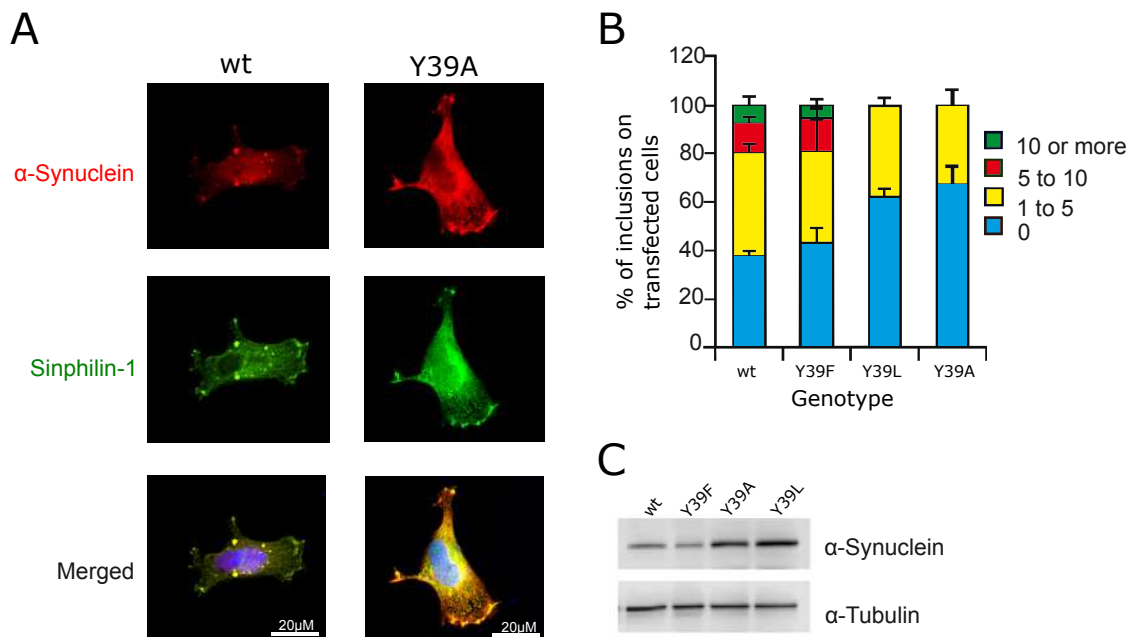 A
wt
Y39A
α-Synuclein
Sinphilin-1
Merged
20µM
20µM
B
% of inclusions on
transfected cells
120
100
80
60
40
20
0
wt
Y39F
Y39L
Y39A
Genotype
10 or more
5 to 10
1 to 5
0
C
wt
Y39F
Y39A
Y39L
α-Synuclein
α-Tubulin